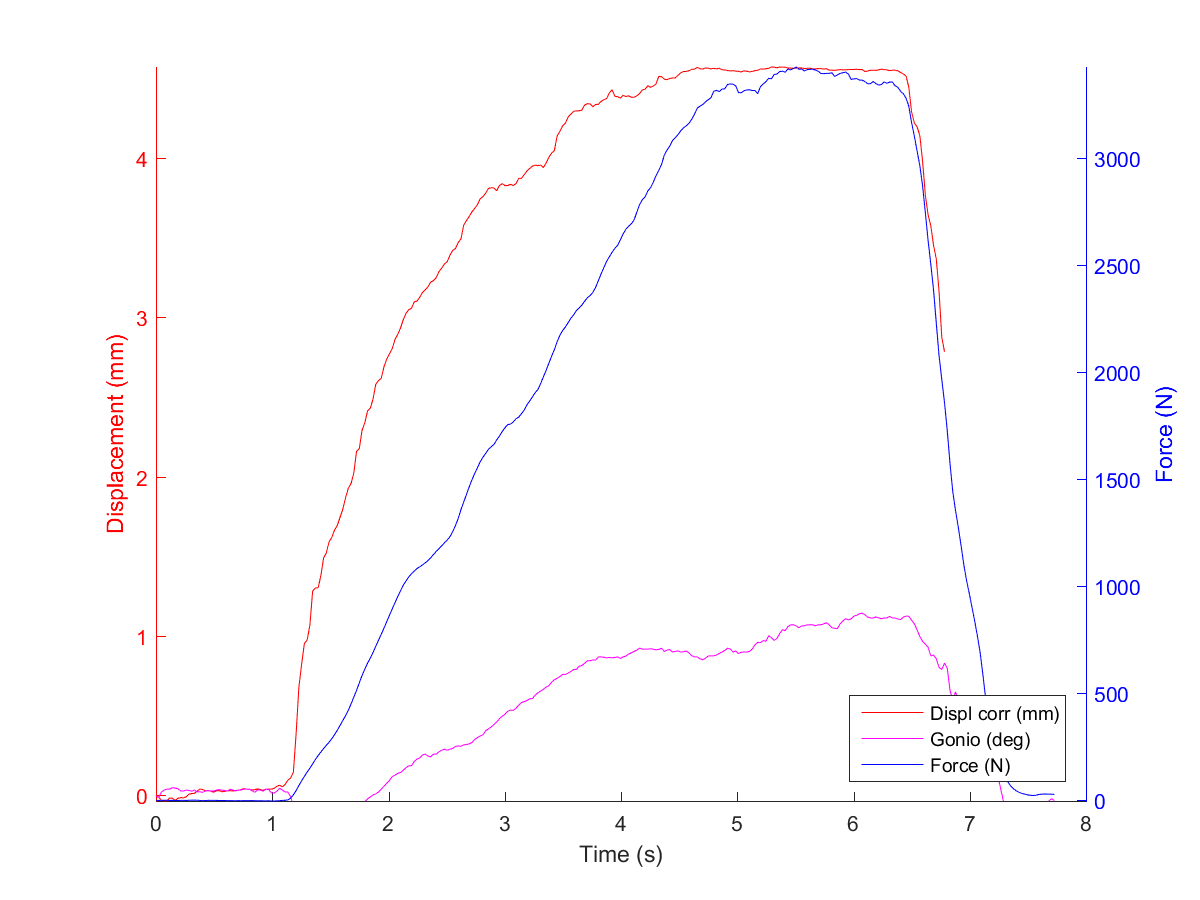 4
3
2
1
0
Displacement (mm)
3000
2500
2000
1500
1000
500
0
Force (N)
Displ corr (mm)
Gonio (deg)
Force (N)
0 1 2 3 4 5 6 7 8
Time (s)